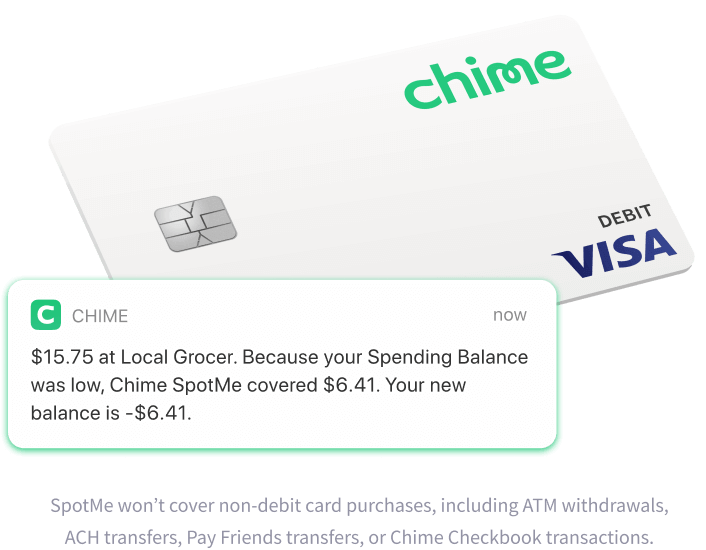 chime
DEBIT
VISA
C CHIME now
$15.75 at Local Grocer. Because your Spending Balance
was low, Chime SpotMe covered $6.41. Your new
balance is -$6.41.
SpotMe won’t cover non-debit card purchases, including ATM withdrawals,
ACH transfers, Pay Friends transfers, or Chime Checkbook transactions.